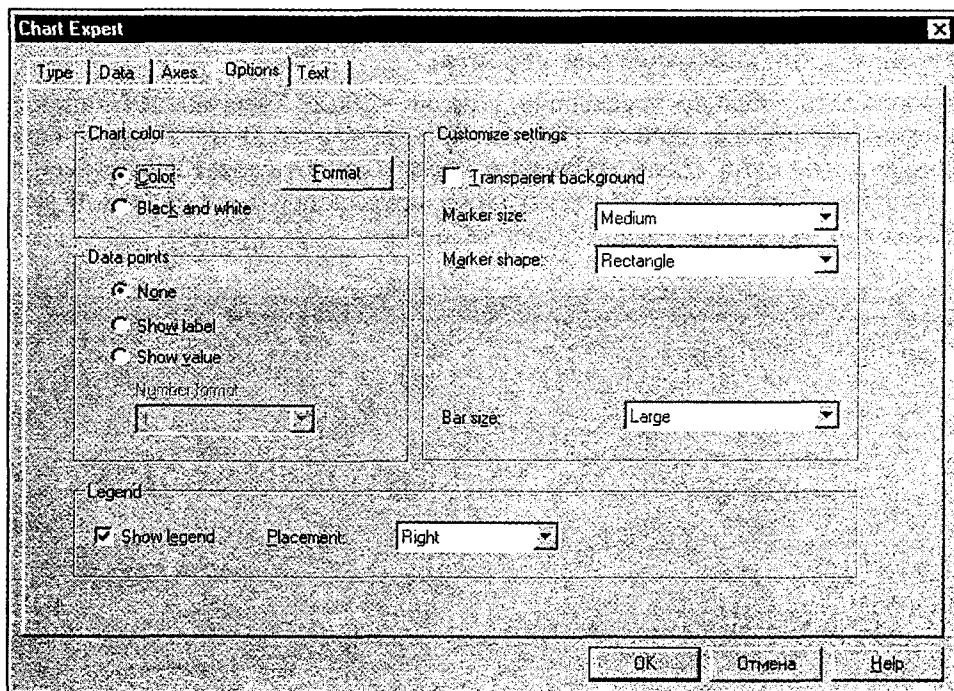 Chart Expert
Type Data Axes Options Text
Chart color
Color
Format
Black and white
Data points
None
Show label
Show value
Number format
1
Customize settings
Transparent background
Marker size: Medium
Marker shape: Rectangle
Bar size: Large
Legend
Show legend Placement: Right
OK Отмена Help